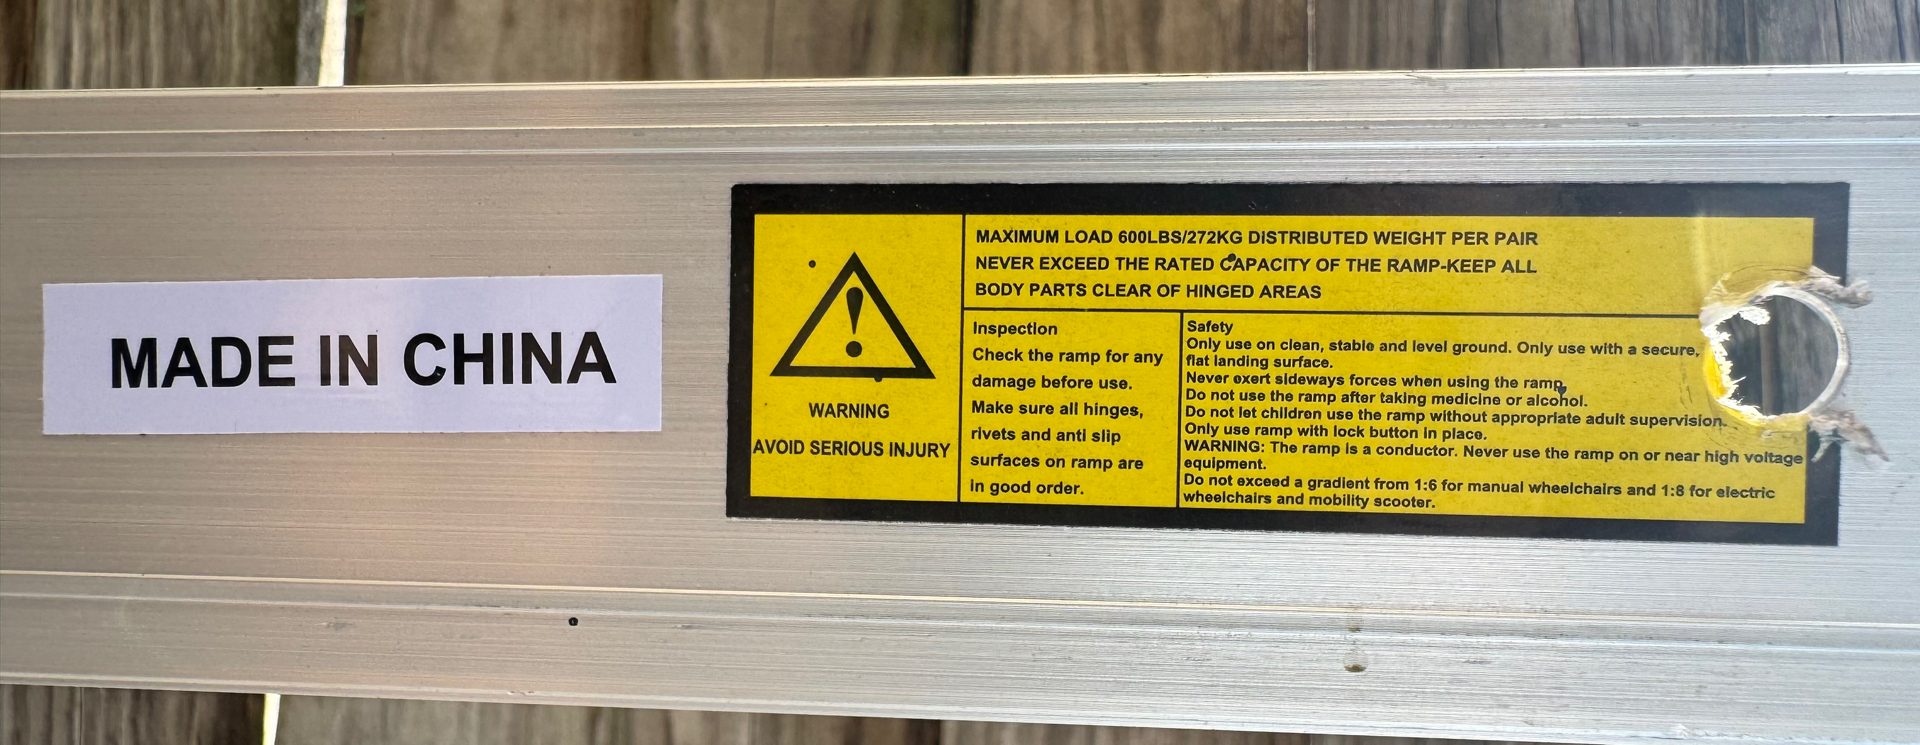 MADE IN CHINA
WARNING
AVOID SERIOUS INJURY
MAXIMUM LOAD 600LBS/272KG DISTRIBUTED WEIGHT PER PAIR
NEVER EXCEED THE RATED CAPACITY OF THE RAMP-KEEP ALL
BODY PARTS CLEAR OF HINGED AREAS
Inspection
Check the ramp for any
damage before use.
Make sure all hinges,
rivets and anti slip
surfaces on ramp are
in good order.
Safety
Only use on clean, stable and level ground. Only use with a secure,
flat landing surface.
Never exert sideways forces when using the ramp.
Do not use the ramp after taking medicine or alcohol.
Do not let children use the ramp without appropriate adult supervision.
Only use ramp with lock button in place.
WARNING: The ramp is a conductor. Never use the ramp on or near high voltage
equipment.
Do not exceed a gradient from 1:6 for manual wheelchairs and 1:8 for electric
wheelchairs and mobility scooter.